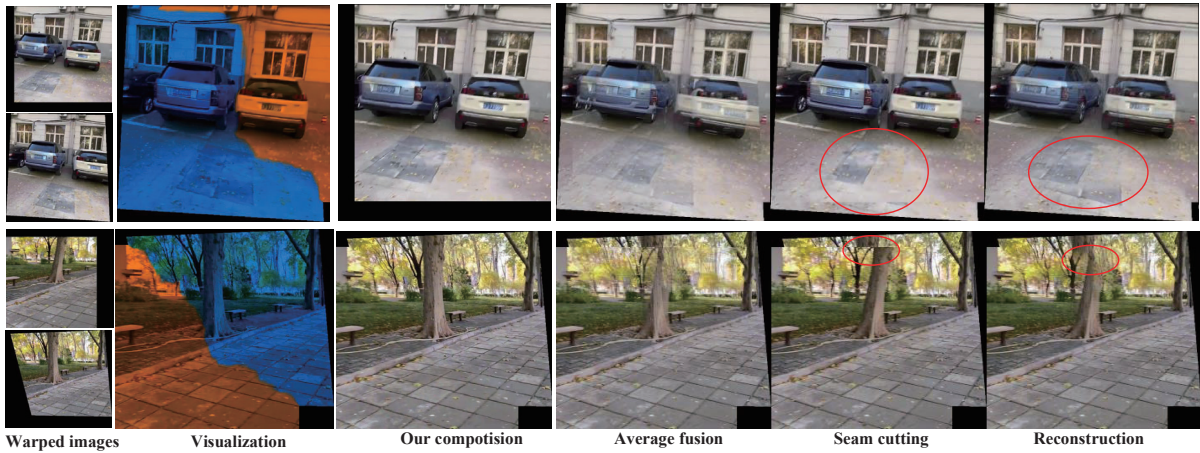 Warped images
Visualization
Our compotision
Average fusion
Seam cutting
Reconstruction